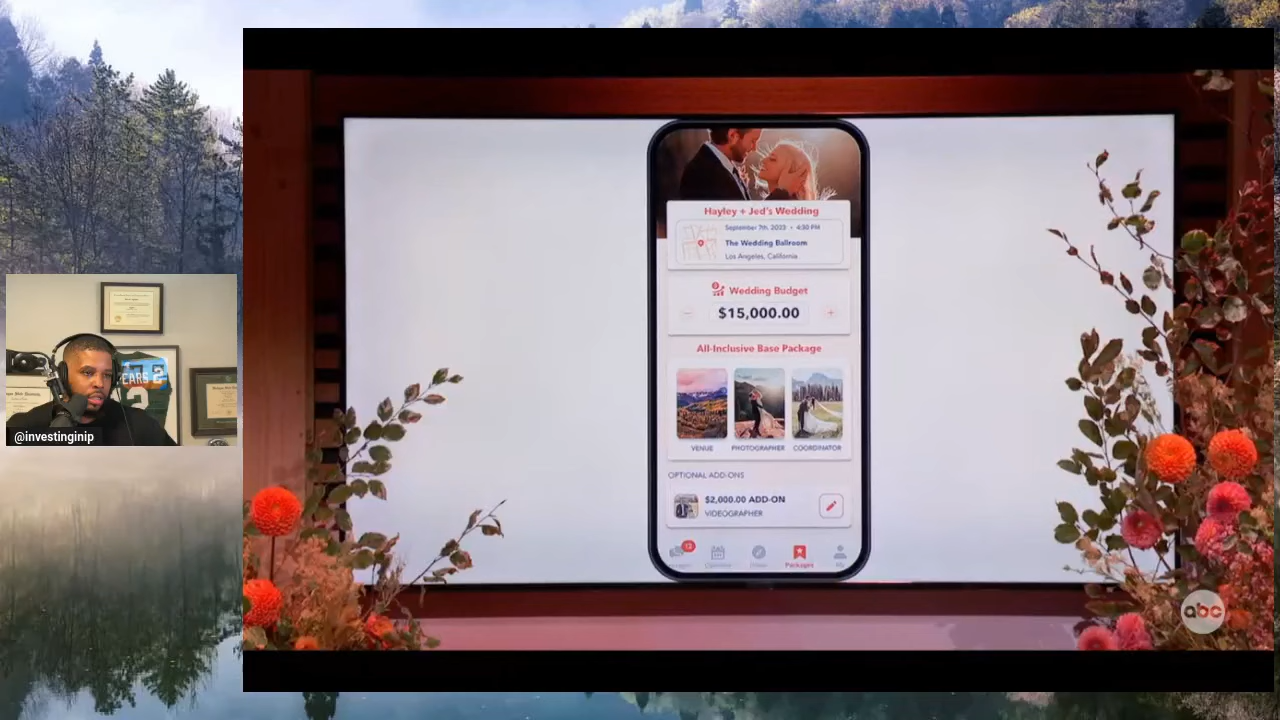 Hayley + Jed's Wedding
September 7th, 2023 • 4:30 PM
The Wedding Ballroom
Los Angeles, California
Wedding Budget
$15,000.00
All-Inclusive Base Package
VENUE
PHOTOGRAPHER
COORDINATOR
OPTIONAL ADD-ONS
$2,000.00 ADD-ON
VIDEOGRAPHER
Packages
abc
EARS 2
@investinginip